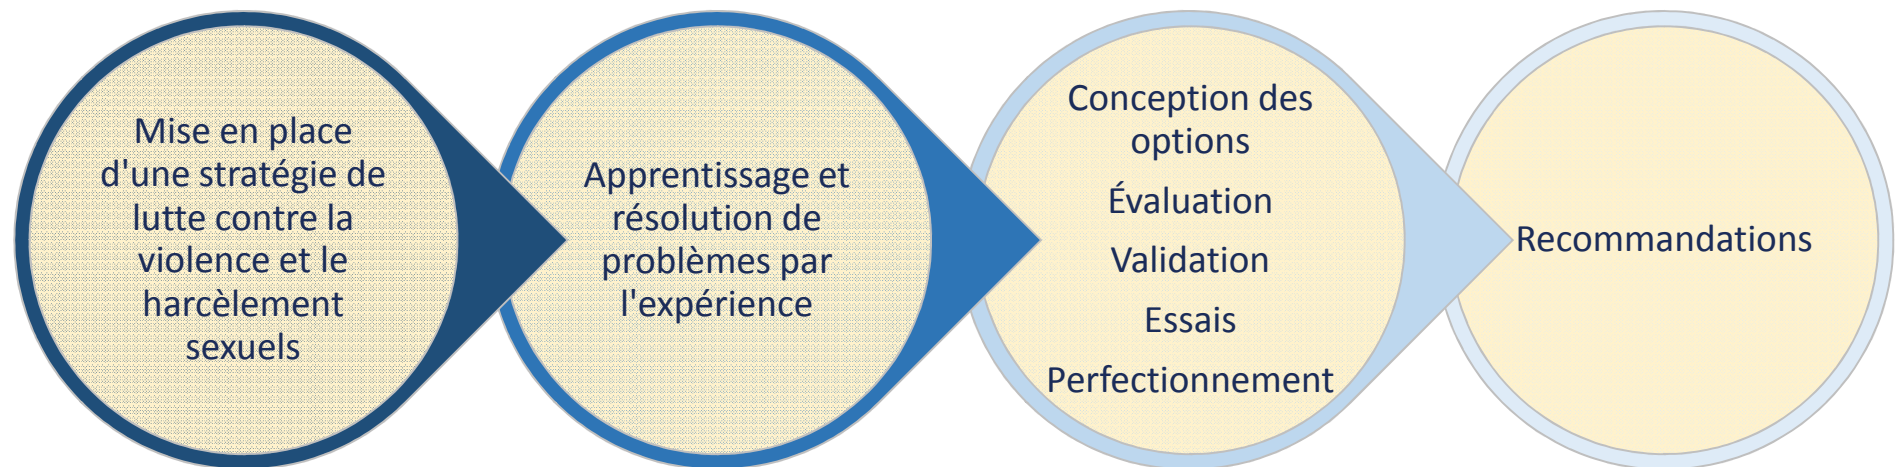 Mise en place
d'une stratégie de
lutte contre la
violence et le
harcèlement
sexuels
Apprentissage et
résolution de
problèmes par
l'expérience
Conception des
options
Évaluation
Validation
Essais
Perfectionnement
Recommandations